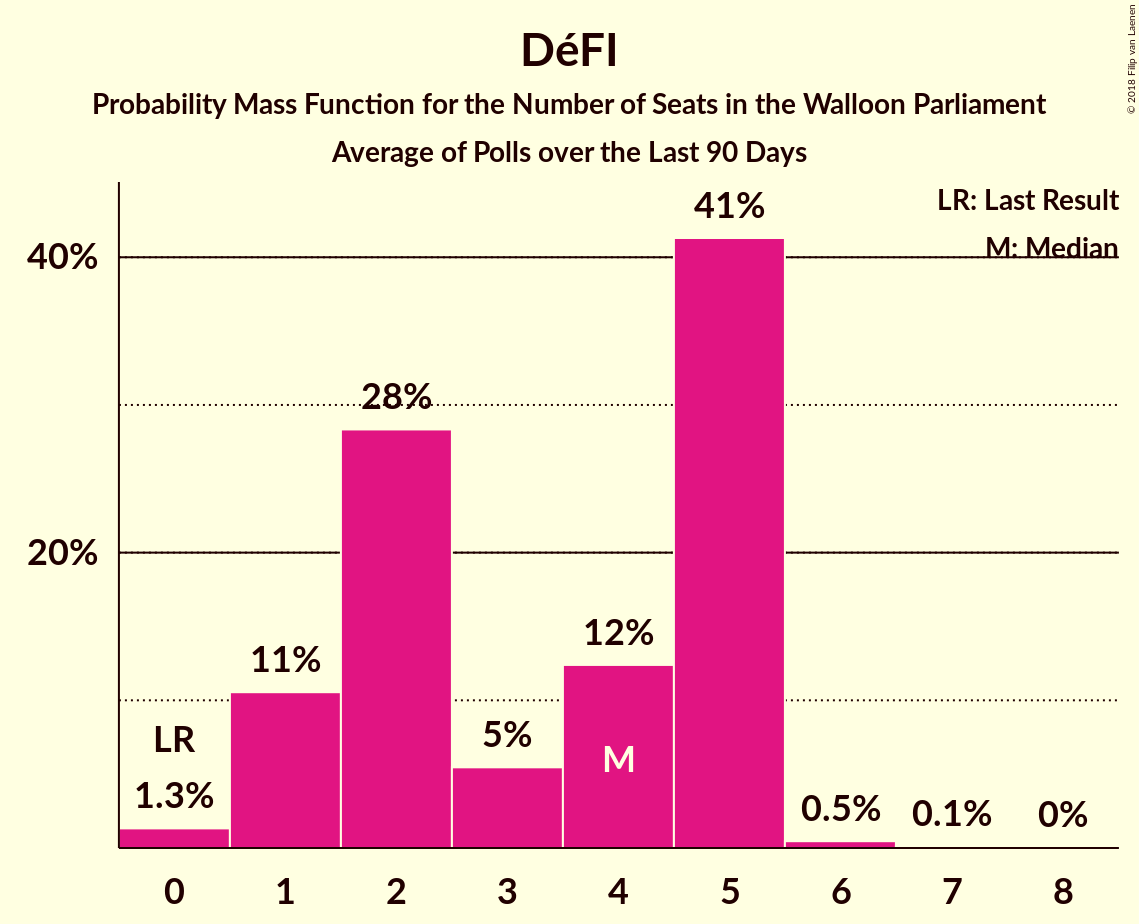 DéFI
Probability Mass Function for the Number of Seats in the Walloon Parliament
Average of Polls over the Last 90 Days
© 2018 Filip van Laenen
LR: Last Result
M: Median
40%
20%
LR
1.3%
11%
28%
5%
12%
M
41%
0.5%
0.1%
0%
0 1 2 3 4 5 6 7 8